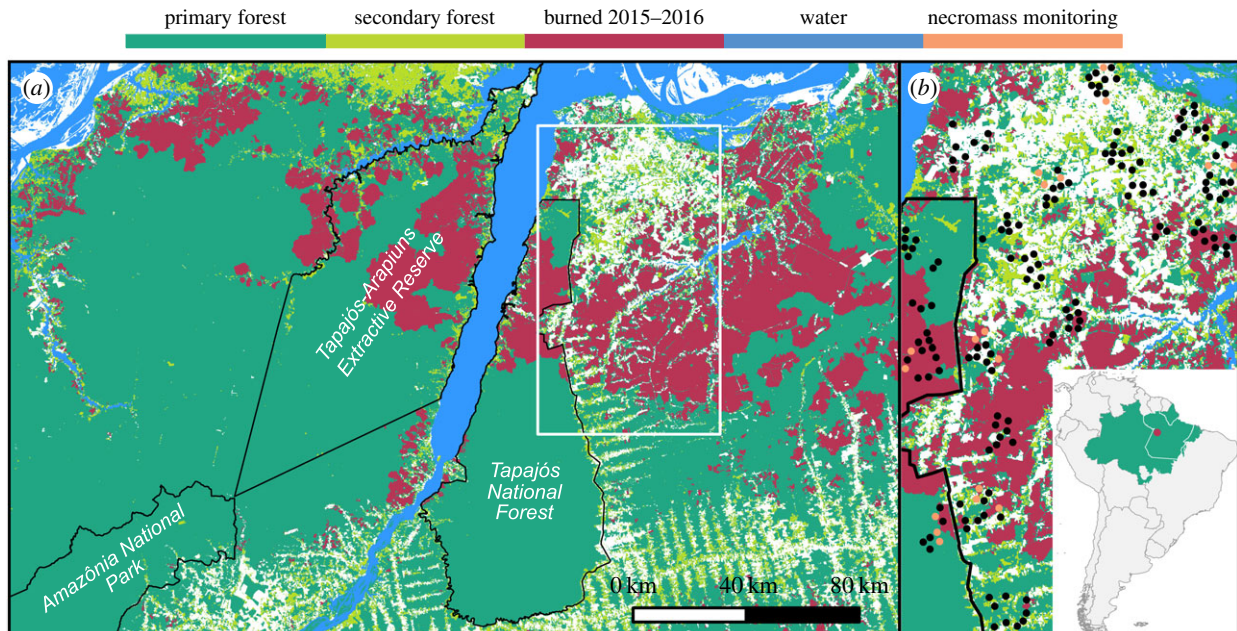 primary forest secondary forest burned 2015–2016 water necromass monitoring
(a)
(b)
Tapajós-Arapiuns
Extractive Reserve
Tapajós
National
Forest
Amazônia National
Park
0 km 40 km 80 km